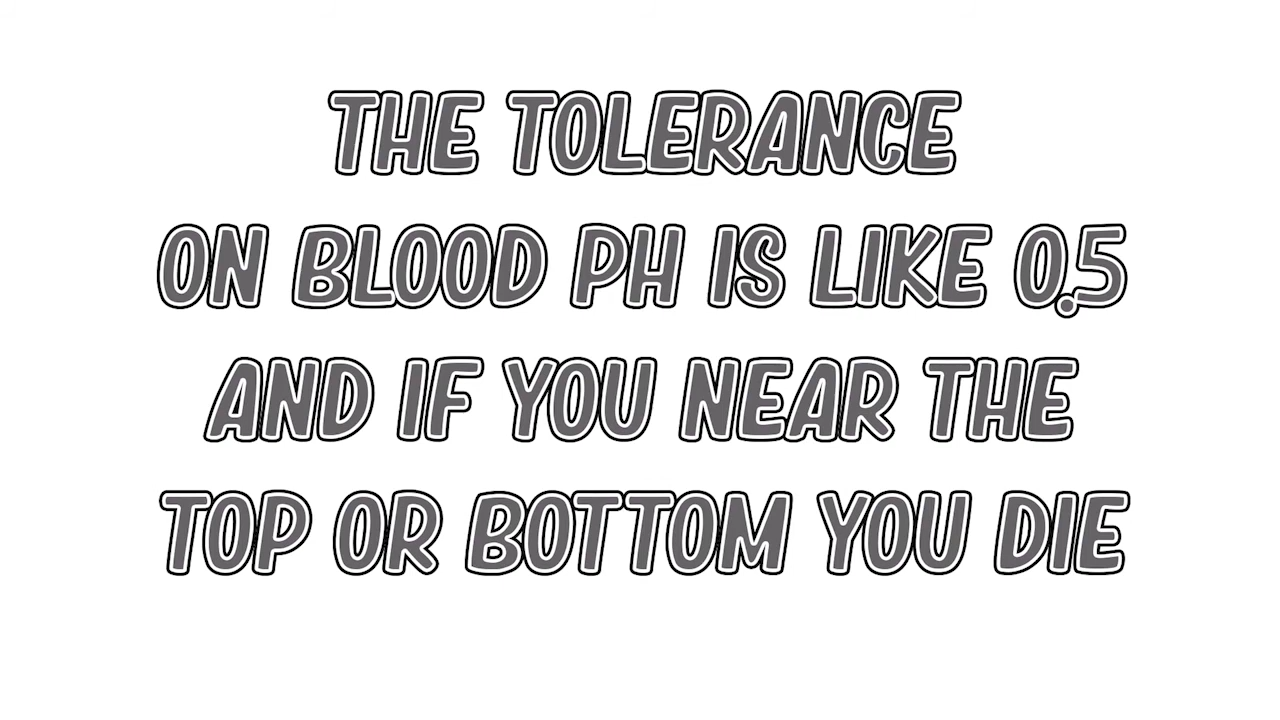 THE TOLERANCE
ON BLOOD PH IS LIKE 0.5
AND IF YOU NEAR THE
TOP OR BOTTOM YOU DIE